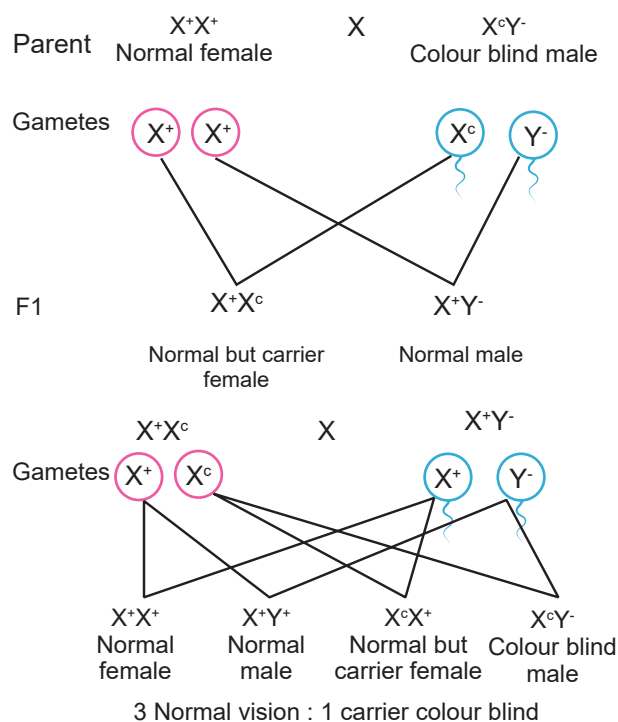 Parent X⁺X⁺ X XᶜY⁻
Normal female Colour blind male
Gametes X⁺ X⁺ Xᶜ Y⁻
F1 X⁺Xᶜ X⁺Y⁻
Normal but carrier female Normal male
X⁺Xᶜ X X⁺Y⁻
Gametes X⁺ Xᶜ X⁺ Y⁻
X⁺X⁺ X⁺Y⁺ XᶜX⁺ XᶜY⁻
Normal female Normal male Normal but carrier female Colour blind male
3 Normal vision : 1 carrier colour blind